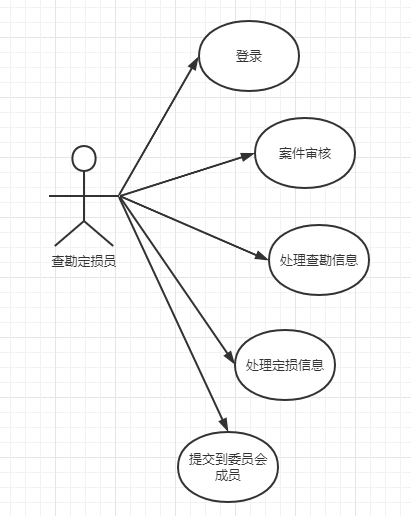 登录
案件审核
处理查勘信息
查勘定损员
处理定损信息
提交到委员会
成员